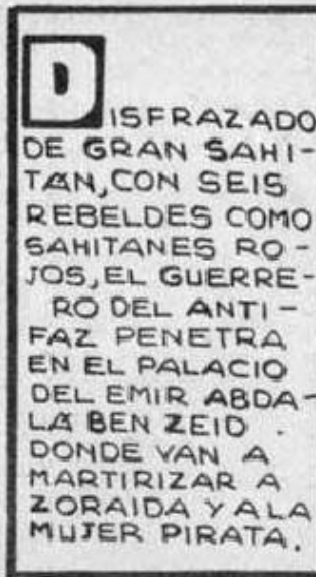 DISFRAZADO
DE GRAN SAHI-
TAN, CON SEIS
REBELDES COMO
SAHITANES RO-
JOS, EL GUERRE-
RO DEL ANTI-
FAZ PENETRA
EN EL PALACIO
DEL EMIR ABDA-
LA BEN ZEID.
DONDE VAN A
MARTIRIZAR A
ZORAIDA Y A LA
MUJER PIRATA.